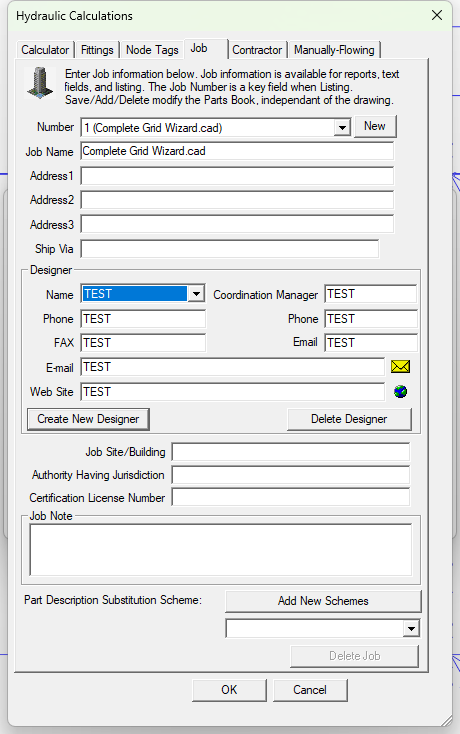 Hydraulic Calculations
Calculator Fittings Node Tags Job Contractor Manually-Flowing
Enter Job information below. Job information is available for reports, text
fields, and listing. The Job Number is a key field when Listing.
Save/Add/Delete modify the Parts Book, independant of the drawing.
Number 1 (Complete Grid Wizard.cad) New
Job Name Complete Grid Wizard.cad
Address1
Address2
Address3
Ship Via
Designer
Name TEST Coordination Manager TEST
Phone TEST Phone TEST
FAX TEST Email TEST
E-mail TEST
Web Site TEST
Create New Designer Delete Designer
Job Site/Building
Authority Having Jurisdiction
Certification License Number
Job Note
Part Description Substitution Scheme: Add New Schemes
Delete Job
OK Cancel